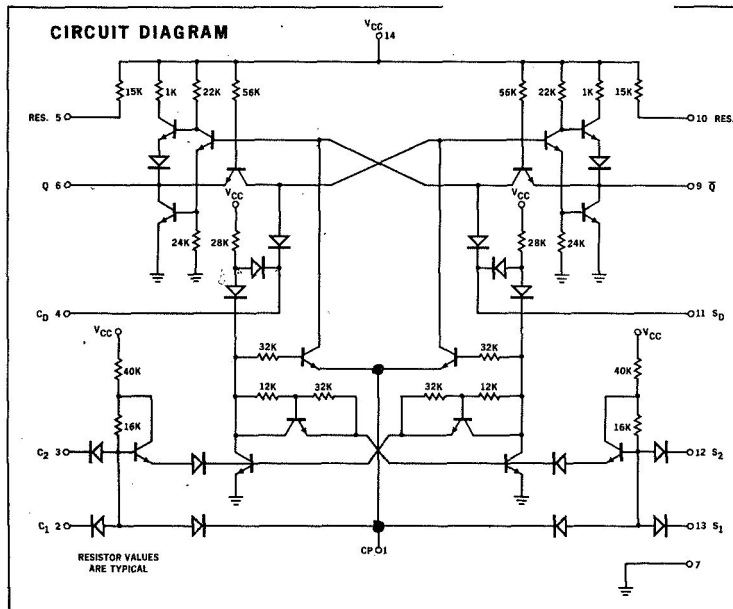 CIRCUIT DIAGRAM
VCC
14
15K 1K 22K 56K 56K 22K 1K 15K
RES. 5 10 RES.
Q 6 9 Q̅
VCC VCC
24K 28K 28K 24K
CD 4 11 SD
VCC VCC
32K 32K
40K 12K 32K 32K 12K 40K
16K 16K
C2 3 12 S2
C1 2 13 S1
CP 1
RESISTOR VALUES
ARE TYPICAL
7